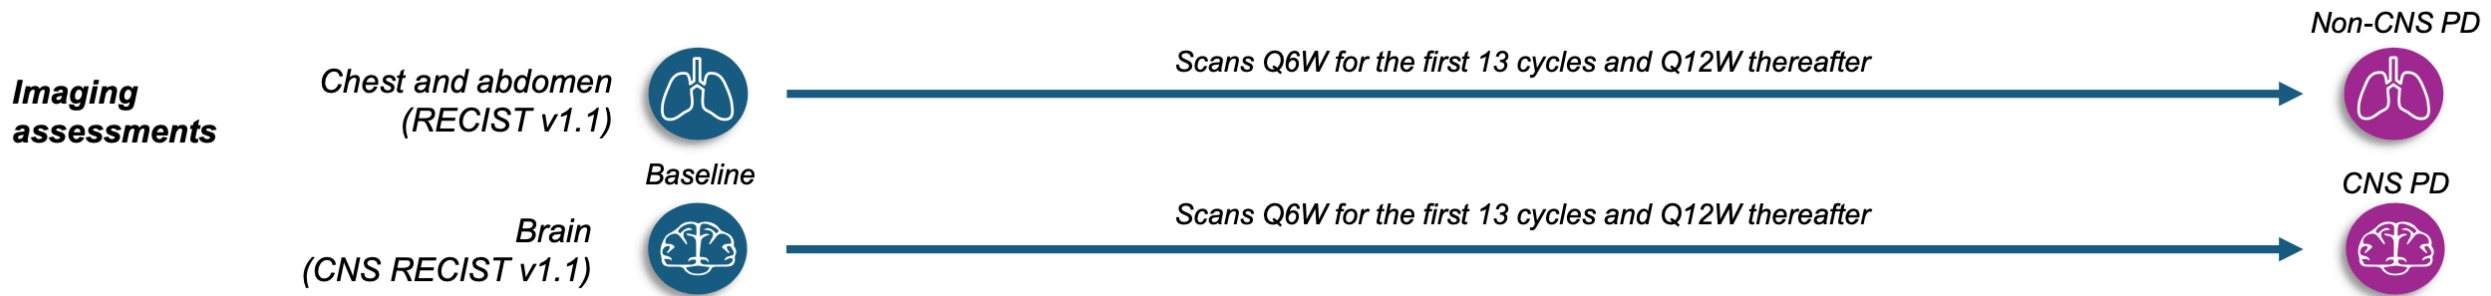 Imaging
assessments
Chest and abdomen
(RECIST v1.1)
Scans Q6W for the first 13 cycles and Q12W thereafter
Non-CNS PD
Baseline
Brain
(CNS RECIST v1.1)
Scans Q6W for the first 13 cycles and Q12W thereafter
CNS PD